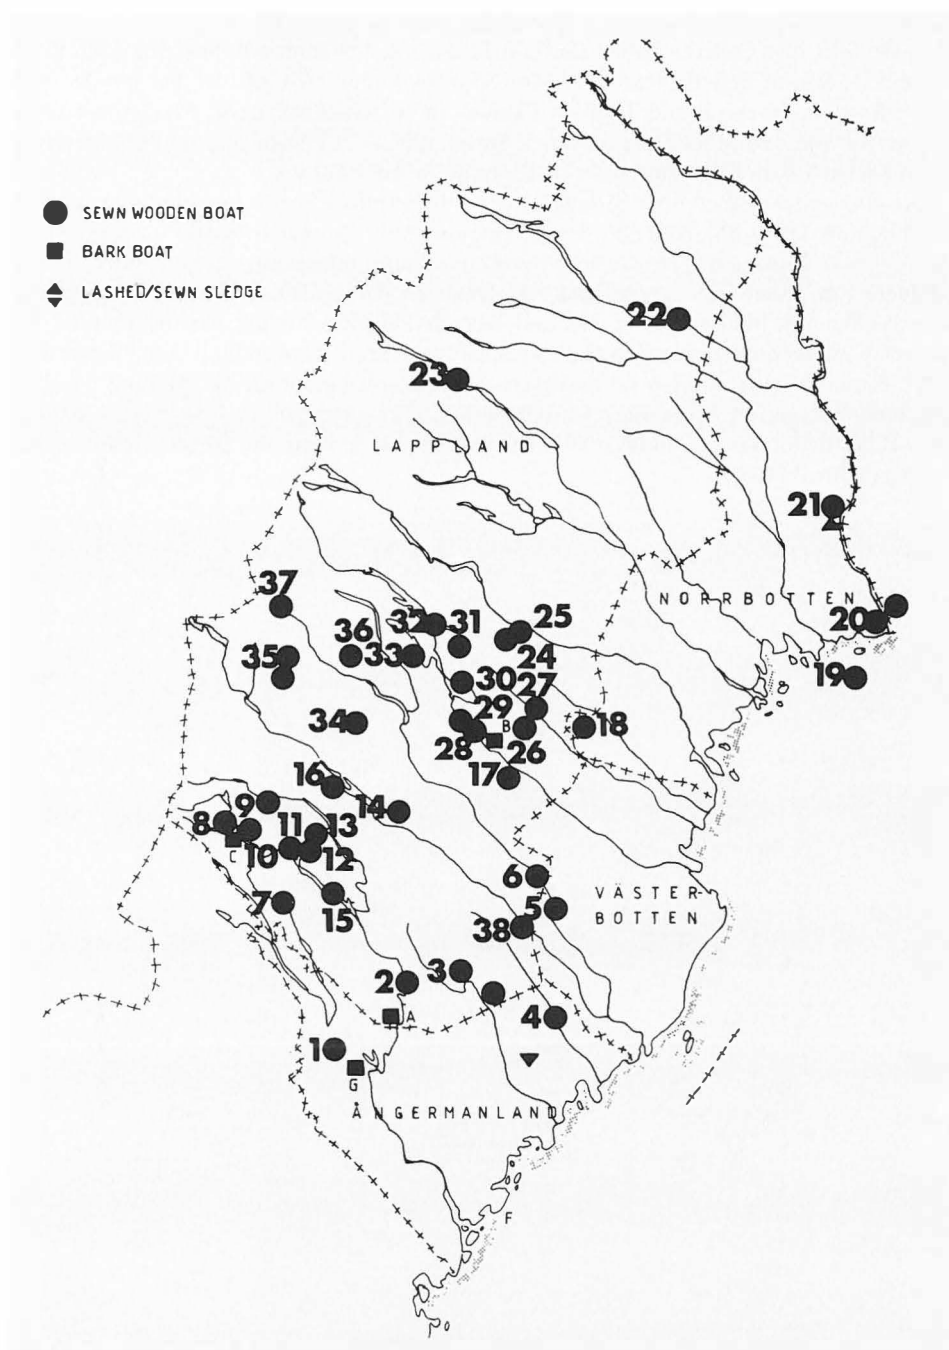 SEWN WOODEN BOAT
BARK BOAT
LASHED/SEWN SLEDGE
22
23
LAPPLAND
21
37
NORRBOTTEN
20
36 32 31 25
35 33 24
19
30 27
34 29 B 18
28 26
16 17
14
9
8 11 13
C 10 12
6
7 15 5 VÄSTER-
BOTTEN
38
2 3
A 4
1
G
ÅNGERMANLAND
F